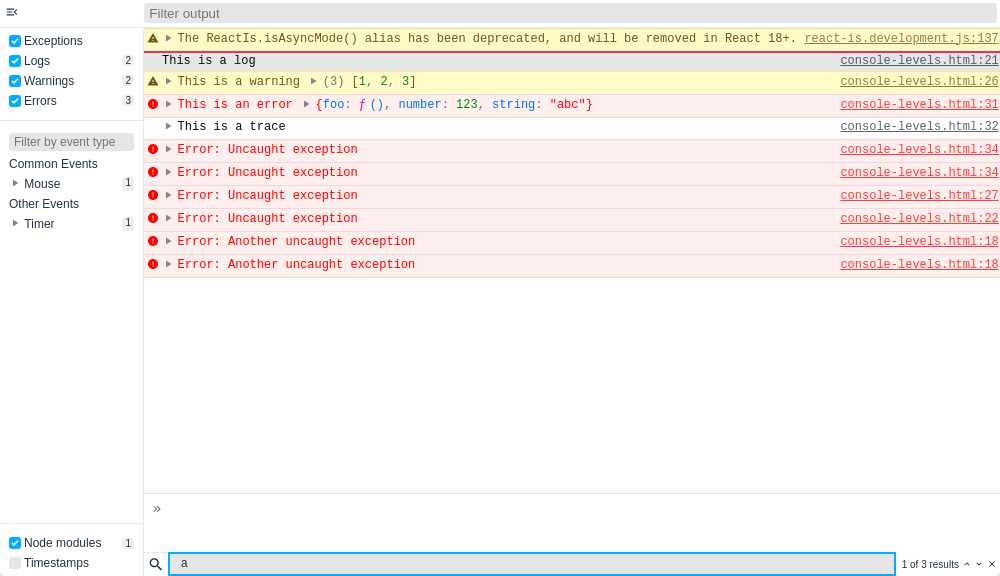 Filter output
Exceptions
Logs 2
Warnings 2
Errors 3
Filter by event type
Common Events
Mouse 1
Other Events
Timer 1
Node modules 1
Timestamps
The ReactIs.isAsyncMode() alias has been deprecated, and will be removed in React 18+. react-is.development.js:137
This is a log console-levels.html:21
This is a warning (3) [1, 2, 3] console-levels.html:26
This is an error {foo: ƒ (), number: 123, string: "abc"} console-levels.html:31
This is a trace console-levels.html:32
Error: Uncaught exception console-levels.html:34
Error: Uncaught exception console-levels.html:34
Error: Uncaught exception console-levels.html:27
Error: Uncaught exception console-levels.html:22
Error: Another uncaught exception console-levels.html:18
Error: Another uncaught exception console-levels.html:18
»
a 1 of 3 results